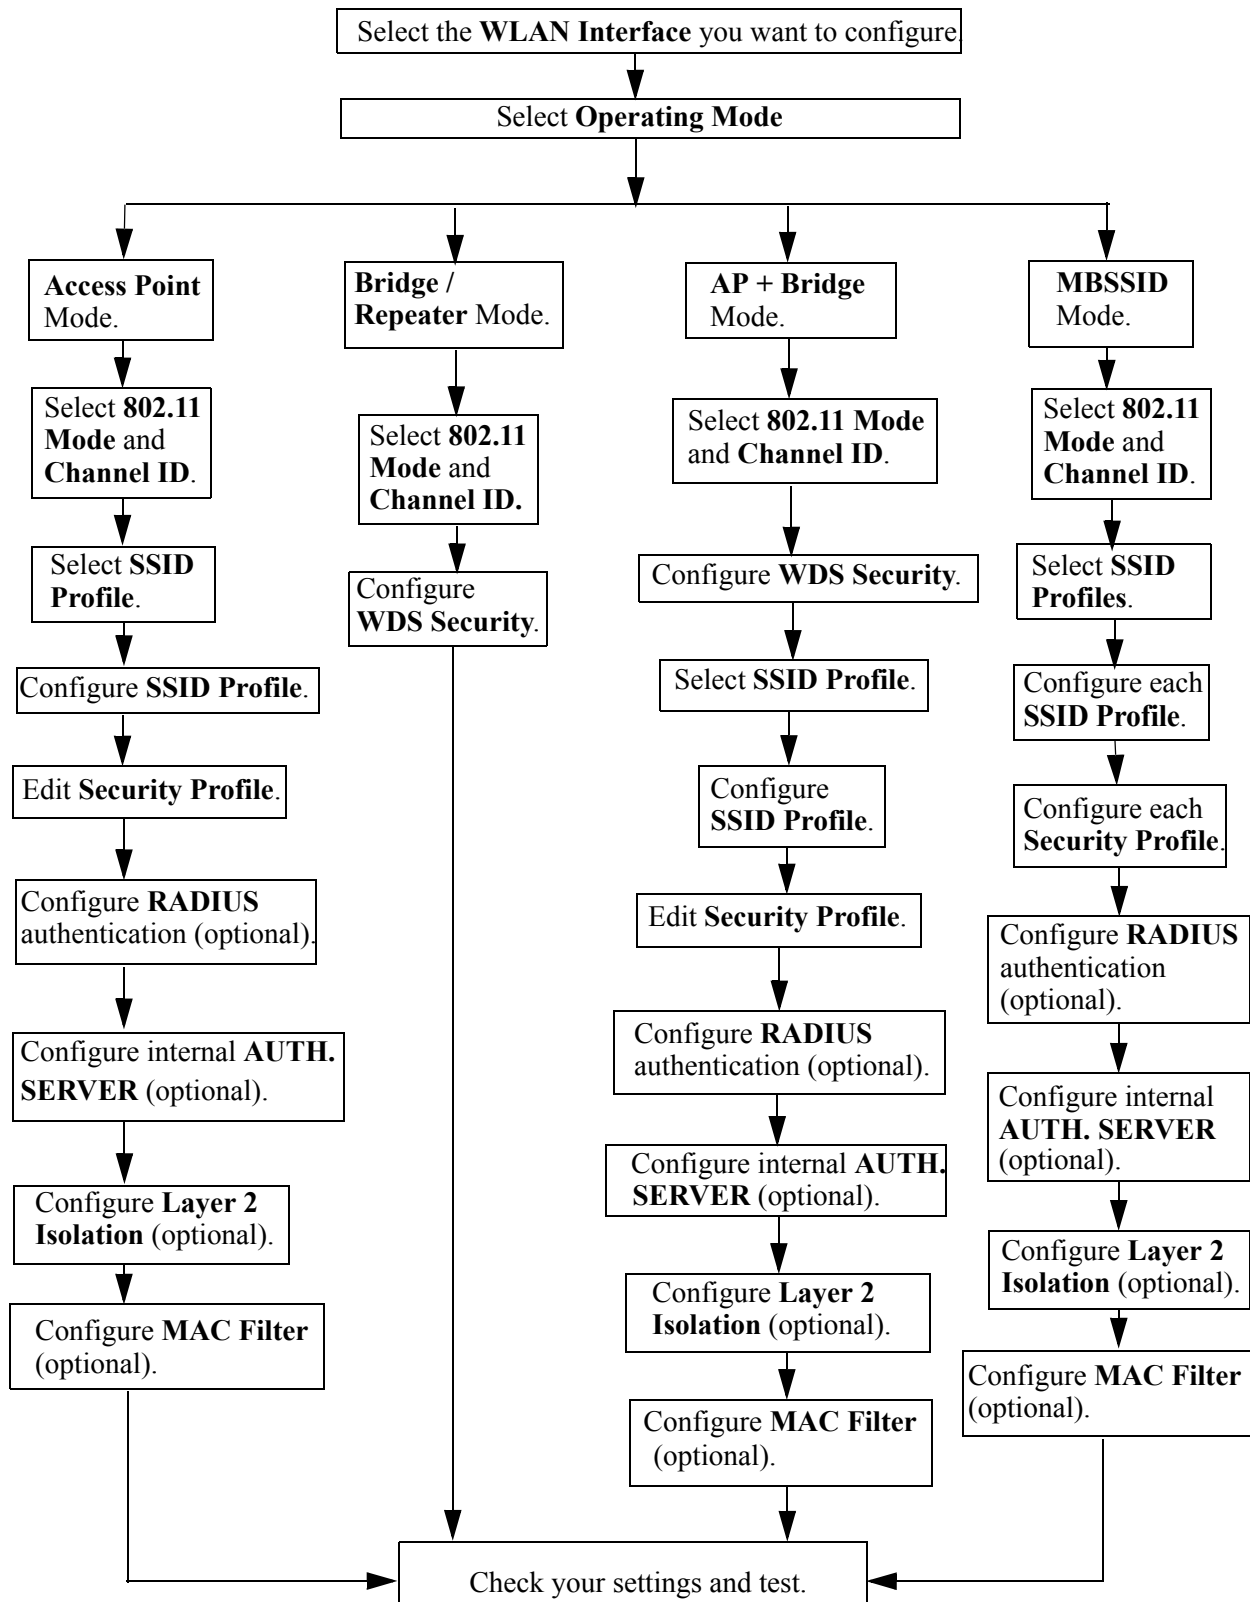 Select the WLAN Interface you want to configure.
Select Operating Mode
Access Point
Mode.
Select 802.11
Mode and
Channel ID.
Select SSID
Profile.
Configure SSID Profile.
Edit Security Profile.
Configure RADIUS
authentication (optional).
Configure internal AUTH.
SERVER (optional).
Configure Layer 2
Isolation (optional).
Configure MAC Filter
(optional).
Bridge /
Repeater Mode.
Select 802.11
Mode and
Channel ID.
Configure
WDS Security.
AP + Bridge
Mode.
Select 802.11 Mode
and Channel ID.
Configure WDS Security.
Select SSID Profile.
Configure
SSID Profile.
Edit Security Profile.
Configure RADIUS
authentication (optional).
Configure internal AUTH.
SERVER (optional).
Configure Layer 2
Isolation (optional).
Configure MAC Filter
(optional).
MBSSID
Mode.
Select 802.11
Mode and
Channel ID.
Select SSID
Profiles.
Configure each
SSID Profile.
Configure each
Security Profile.
Configure RADIUS
authentication
(optional).
Configure internal
AUTH. SERVER
(optional).
Configure Layer 2
Isolation (optional).
Configure MAC Filter
(optional).
Check your settings and test.